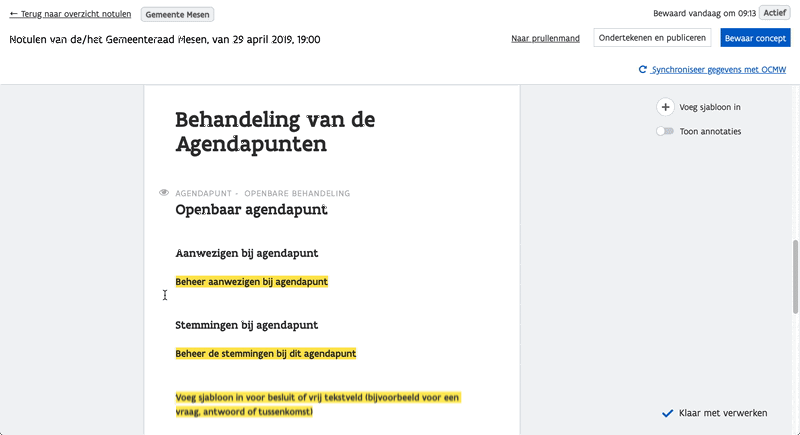 ← Terug naar overzicht notulen
Gemeente Mesen
Bewaard vandaag om 09:13
Actief
Notulen van de/het Gemeenteraad Mesen, van 29 april 2019, 19:00
Naar prullenmand
Ondertekenen en publiceren
Bewaar concept
Synchroniseer gegevens met OCMW
Behandeling van de
Agendapunten
Voeg sjabloon in
Toon annotaties
AGENDAPUNT - OPENBARE BEHANDELING
Openbaar agendapunt
Aanwezigen bij agendapunt
Beheer aanwezigen bij agendapunt
Stemmingen bij agendapunt
Beheer de stemmingen bij dit agendapunt
Voeg sjabloon in voor besluit of vrij tekstveld (bijvoorbeeld voor een
vraag, antwoord of tussenkomst)
Klaar met verwerken